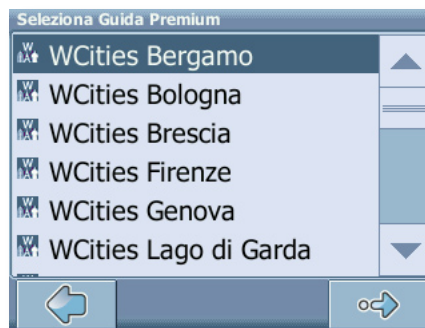 Seleziona Guida Premium
WCities Bergamo
WCities Bologna
WCities Brescia
WCities Firenze
WCities Genova
WCities Lago di Garda